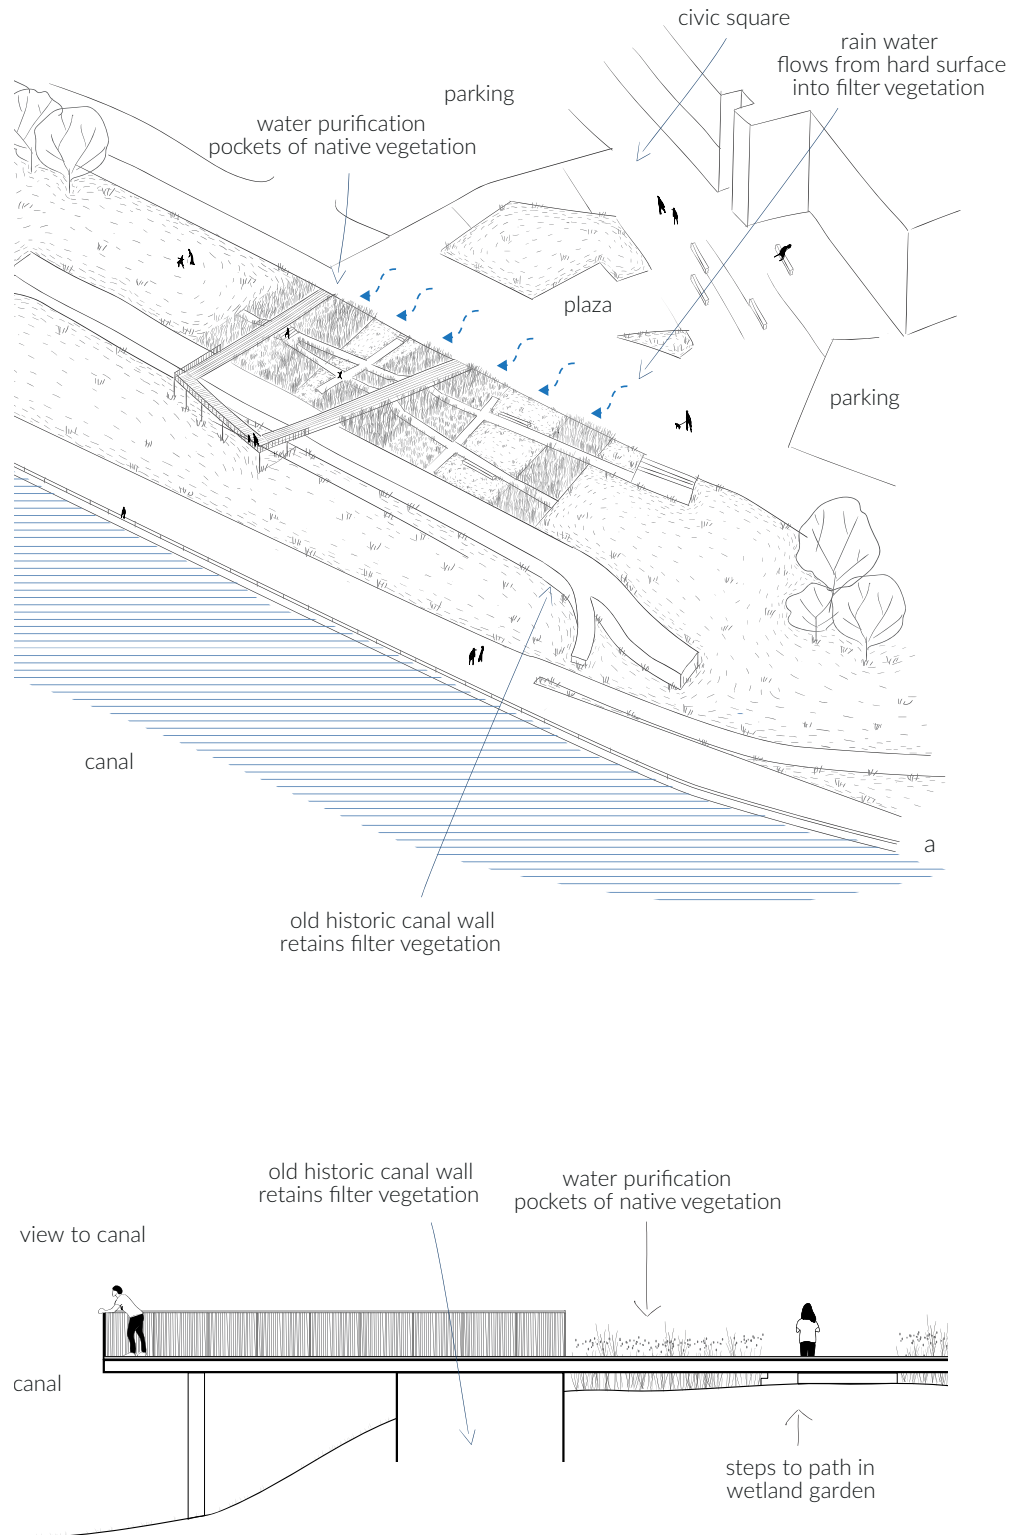 civic square
rain water
flows from hard surface
into filter vegetation
parking
water purification
pockets of native vegetation
plaza
parking
canal
a
old historic canal wall
retains filter vegetation
old historic canal wall
retains filter vegetation
water purification
pockets of native vegetation
view to canal
canal
steps to path in
wetland garden